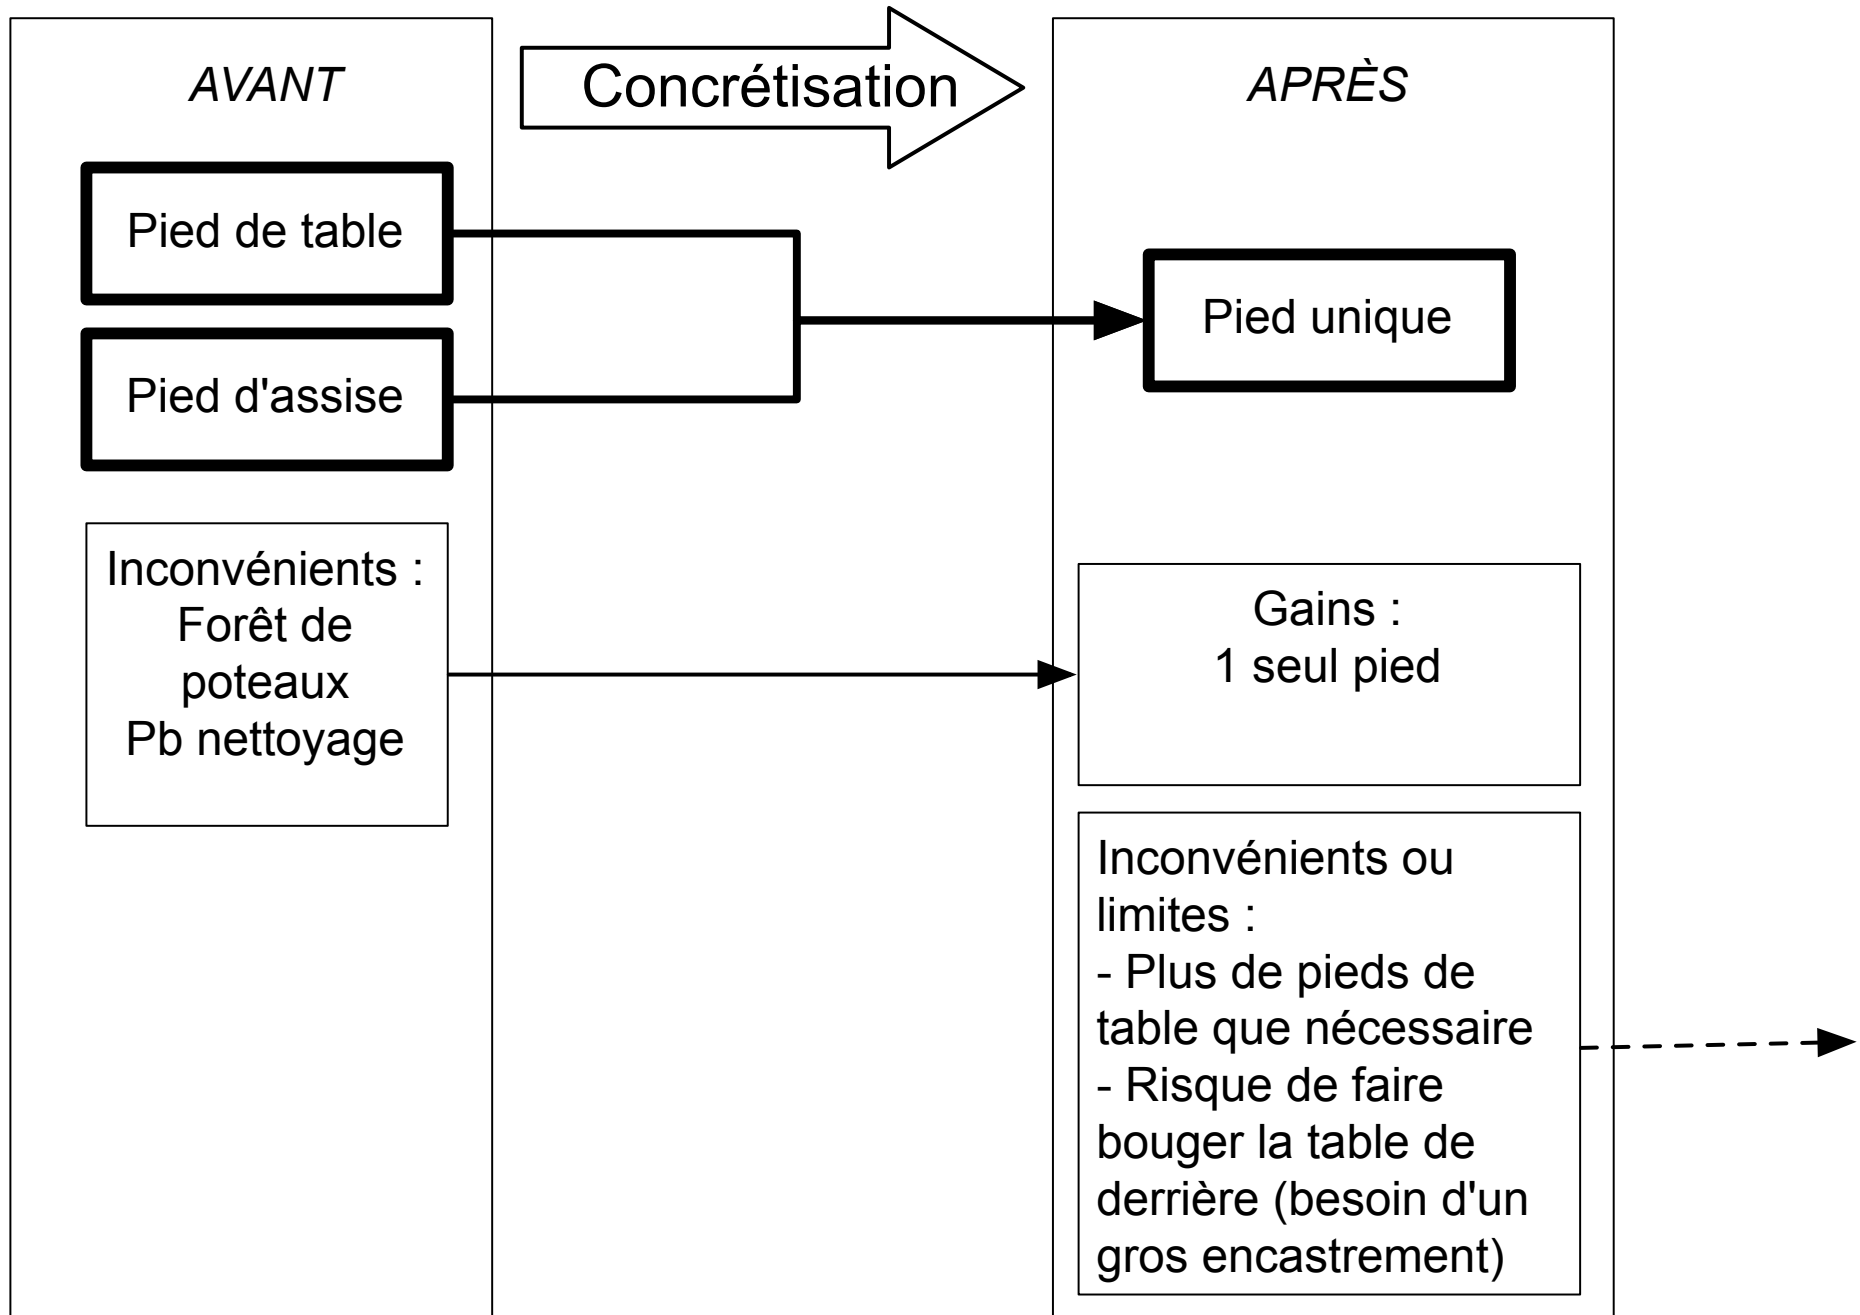 AVANT
Concrétisation
APRÈS
Pied de table
Pied d'assise
Pied unique
Inconvénients :
Forêt de
poteaux
Pb nettoyage
Gains :
1 seul pied
Inconvénients ou
limites :
- Plus de pieds de
table que nécessaire
- Risque de faire
bouger la table de
derrière (besoin d'un
gros encastrement)